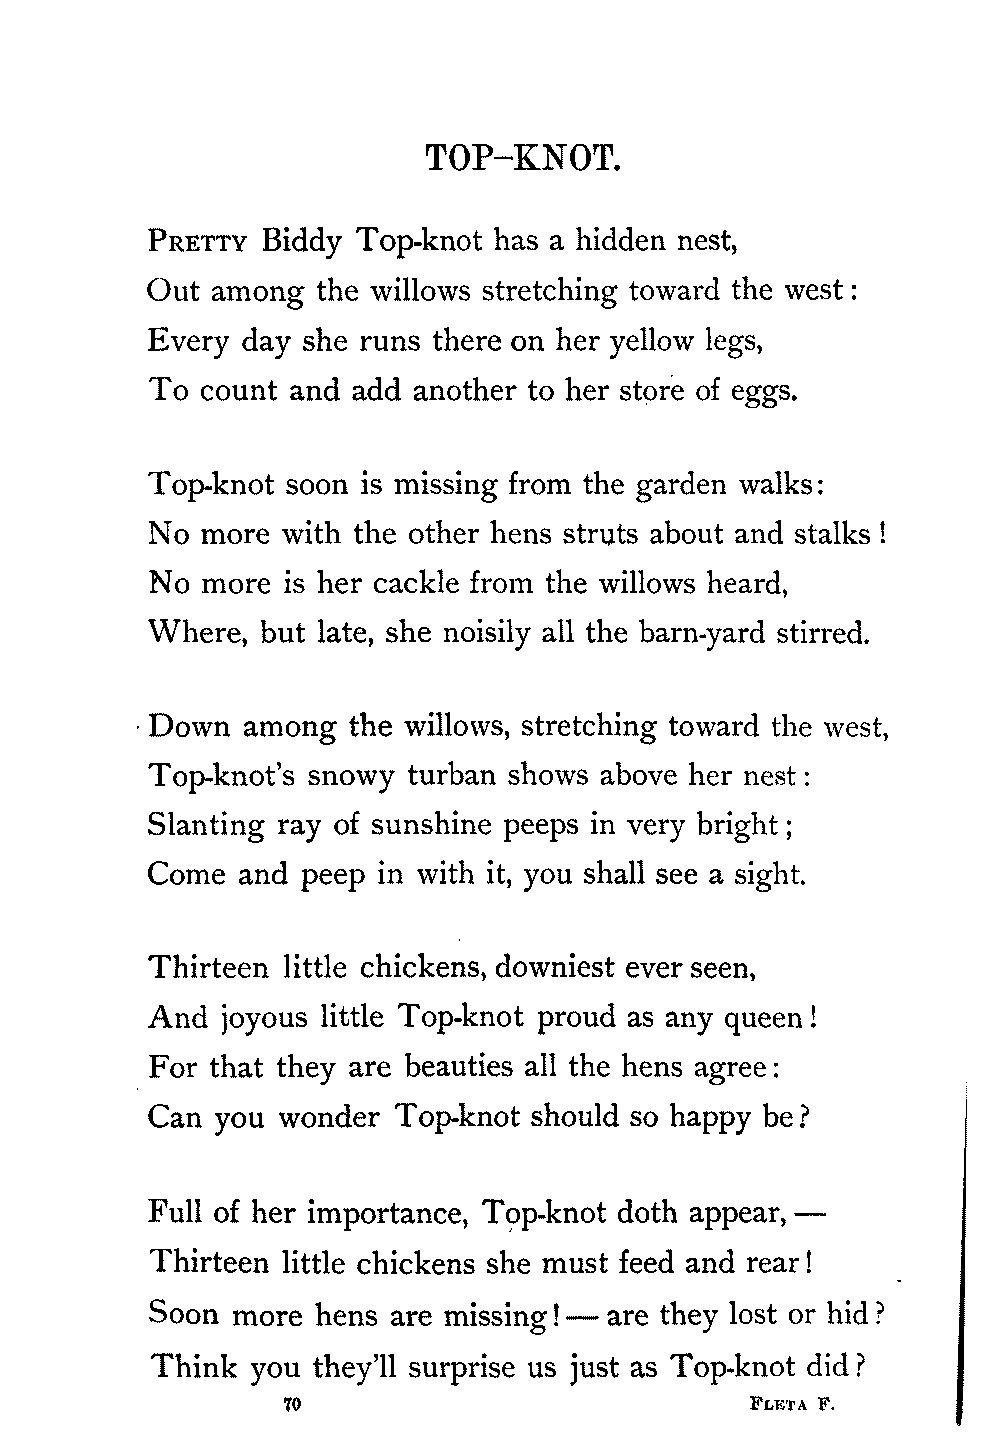 TOP-KNOT.
PRETTY Biddy Top-knot has a hidden nest,
Out among the willows stretching toward the west:
Every day she runs there on her yellow legs,
To count and add another to her store of eggs.
Top-knot soon is missing from the garden walks:
No more with the other hens struts about and stalks!
No more is her cackle from the willows heard,
Where, but late, she noisily all the barn-yard stirred.
Down among the willows, stretching toward the west,
Top-knot's snowy turban shows above her nest:
Slanting ray of sunshine peeps in very bright;
Come and peep in with it, you shall see a sight.
Thirteen little chickens, downiest ever seen,
And joyous little Top-knot proud as any queen!
For that they are beauties all the hens agree:
Can you wonder Top-knot should so happy be?
Full of her importance, Top-knot doth appear,—
Thirteen little chickens she must feed and rear!
Soon more hens are missing!—are they lost or hid?
Think you they'll surprise us just as Top-knot did?
70 FLETA F.